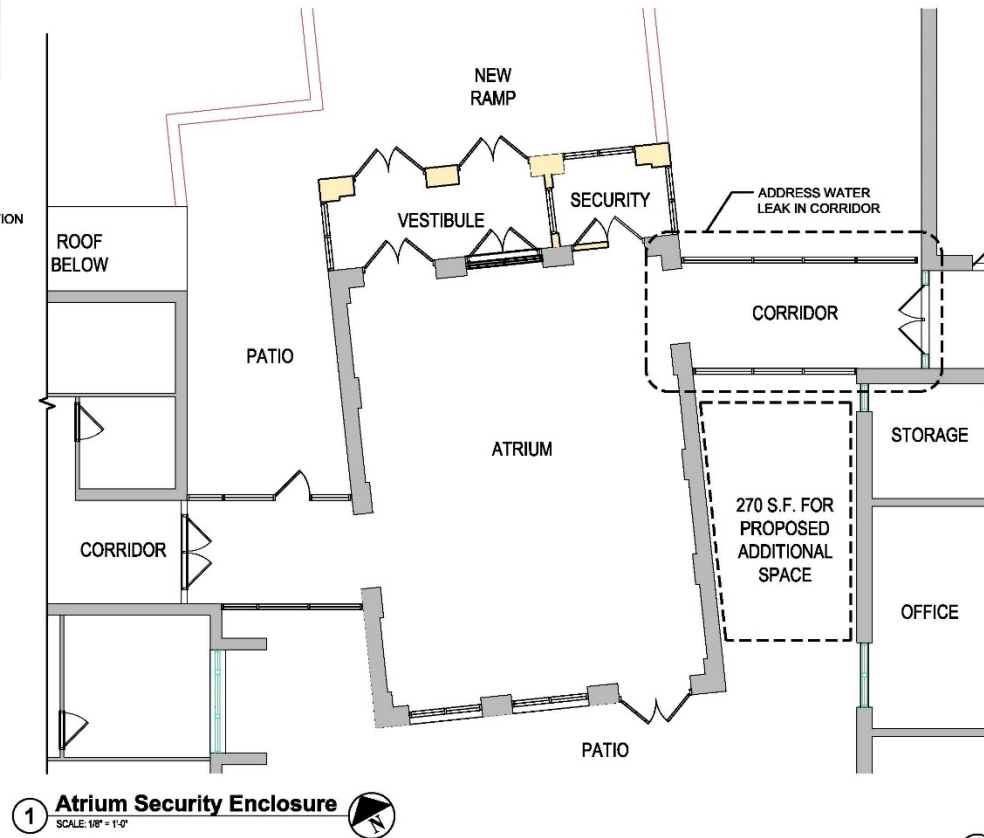 NEW
RAMP
TION
ROOF
BELOW
VESTIBULE
SECURITY
ADDRESS WATER
LEAK IN CORRIDOR
CORRIDOR
PATIO
ATRIUM
STORAGE
270 S.F. FOR
PROPOSED
ADDITIONAL
SPACE
CORRIDOR
OFFICE
PATIO
1
Atrium Security Enclosure
SCALE: 1/8" = 1'-0"
N